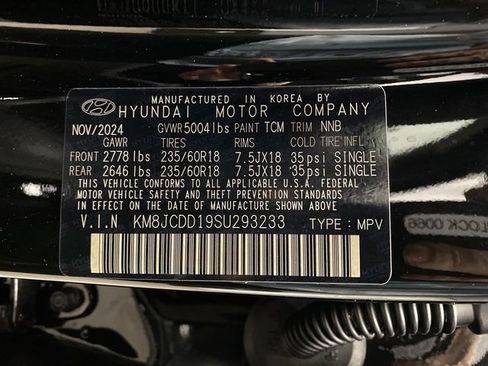 MANUFACTURED IN KOREA BY
HYUNDAI MOTOR COMPANY
NOV/2024 GVWR 5004 lbs PAINT TCM TRIM NNB
GAWR TIRES RIMS COLD TIRE INFL
FRONT 2778 lbs 235/60R18 7.5JX18 35psi SINGLE
REAR 2646 lbs 235/60R18 7.5JX18 35psi SINGLE
THIS VEHICLE CONFORMS TO ALL APPLICABLE U.S.A. FEDERAL
MOTOR VEHICLE SAFETY AND THEFT PREVENTION STANDARDS
IN EFFECT ON THE DATE OF MANUFACTURE SHOWN ABOVE
V.I.N KM8JCDD19SU293233 TYPE : MPV